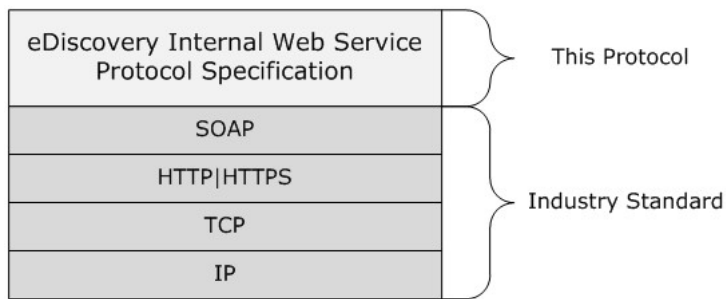 eDiscovery Internal Web Service
Protocol Specification
This Protocol
SOAP
HTTP|HTTPS
TCP
IP
Industry Standard